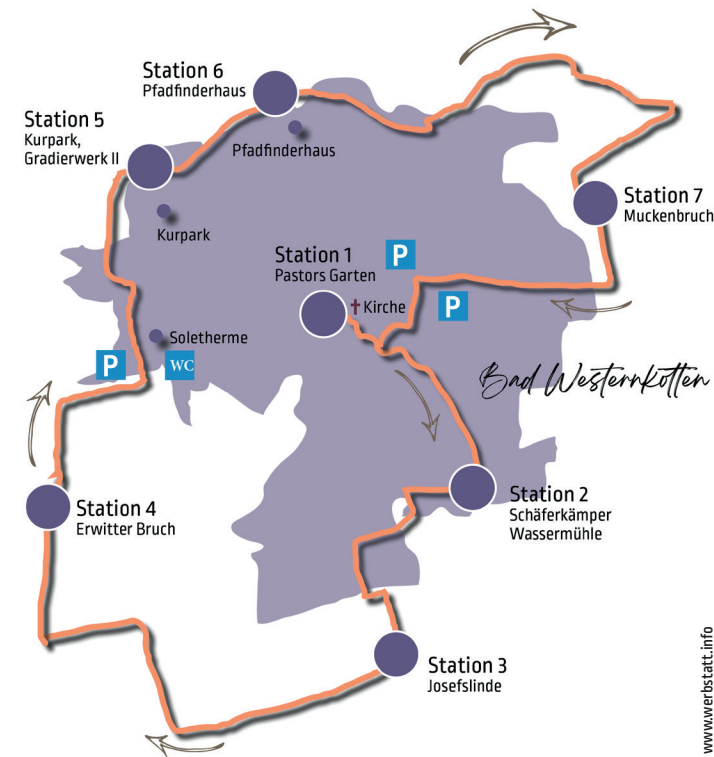 Station 6
Pfadfinderhaus
Station 5
Kurpark,
Gradierwerk II
Pfadfinderhaus
Station 7
Muckenbruch
Kurpark
Station 1
Pastors Garten
P
Kirche
P
Soletherme
P
WC
Bad Westernkotten
Station 4
Erwitter Bruch
Station 2
Schäferkämper
Wassermühle
Station 3
Josefslinde
www.werbstatt.info